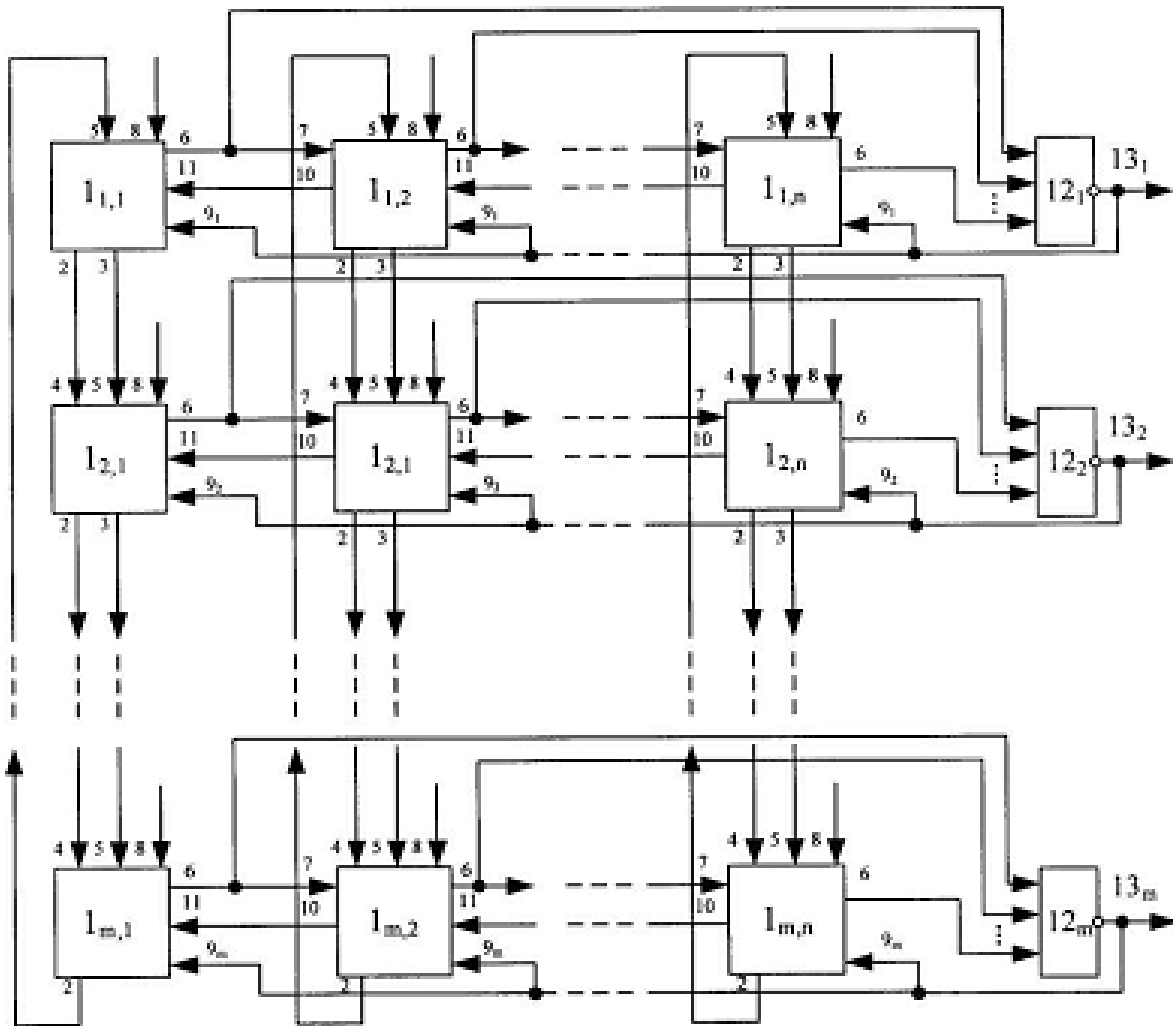 5 8 6 7 5 8 6 7 5 8 6
11 10 11 10
1₁,₁ 1₁,₂ 1₁,ₙ 12₁ 13₁
9₁ 9₁ 9₁ ⋮
2 3 2 3 2 3
4 5 8 6 7 4 5 8 6 7 4 5 8 6
11 10 11 10
1₂,₁ 1₂,₁ 1₂,ₙ 12₂ 13₂
9₂ 9₂ ⋮
2 3 2 3 2 3
4 5 8 6 7 4 5 8 6 7 4 5 8 6
11 10 11 10
1ₘ,₁ 1ₘ,₂ 1ₘ,ₙ 12ₘ 13ₘ
9ₘ 9ₘ ⋮
2 2 2